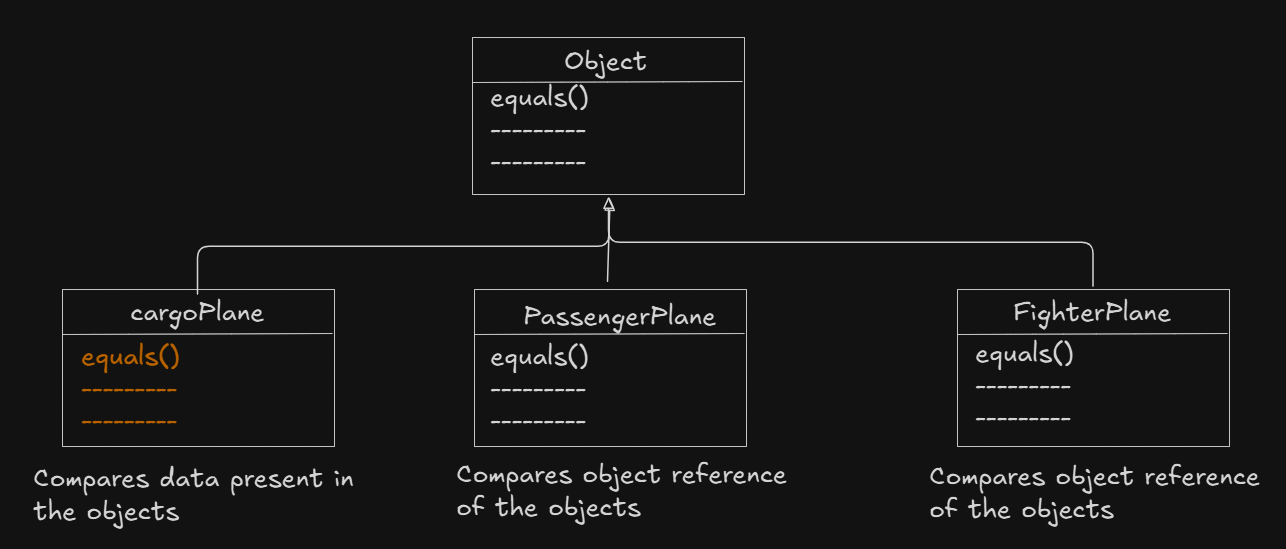 Object
equals()
---------
---------
cargoPlane
equals()
---------
---------
Compares data present in
the objects
PassengerPlane
equals()
---------
---------
Compares object reference
of the objects
FighterPlane
equals()
---------
---------
Compares object reference
of the objects